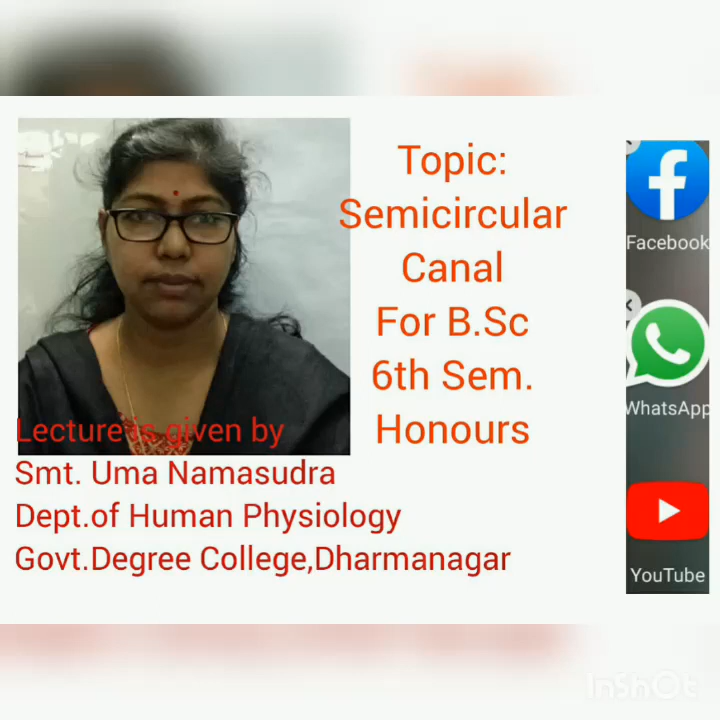 Topic:
Semicircular
Canal
For B.Sc
6th Sem.
Honours
Lecture is given by
Smt. Uma Namasudra
Dept.of Human Physiology
Govt.Degree College,Dharmanagar
Facebook
WhatsApp
YouTube
InShOt